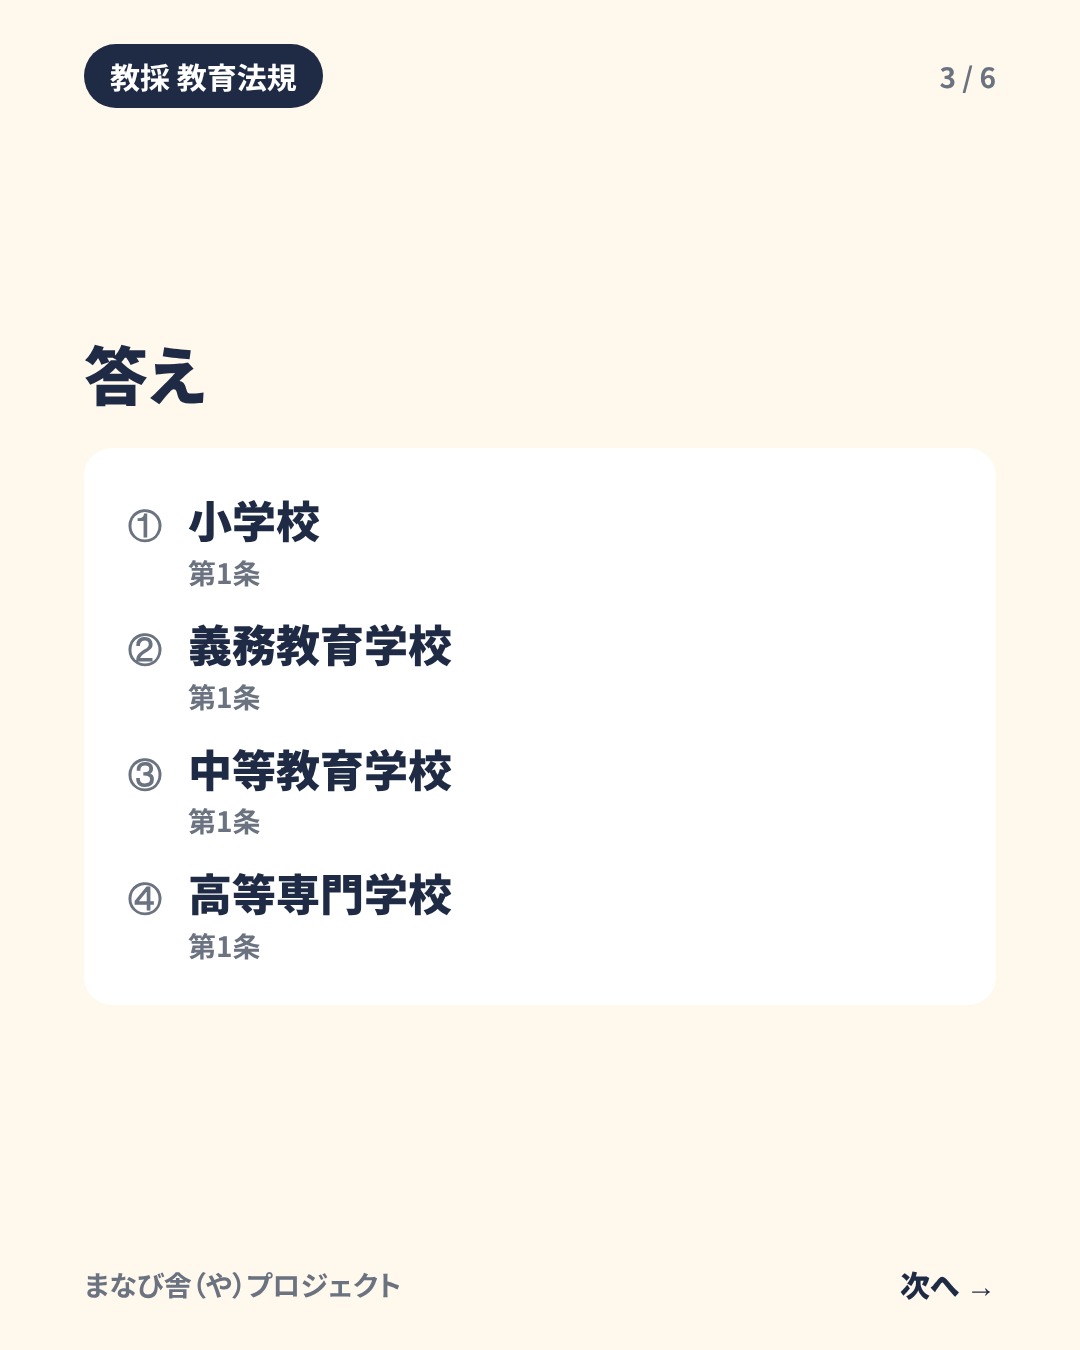 教採 教育法規
3 / 6
答え
① 小学校
第1条
② 義務教育学校
第1条
③ 中等教育学校
第1条
④ 高等専門学校
第1条
まなび舎（や）プロジェクト
次へ →